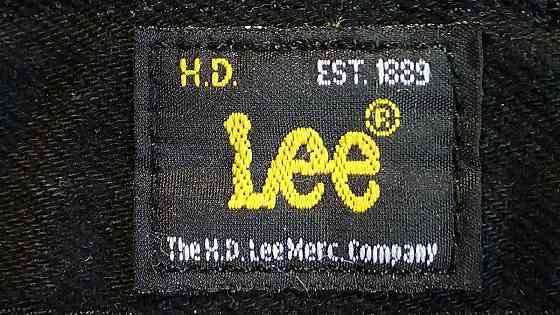 H.D. EST. 1889
Lee®
The H.D. Lee Merc. Company